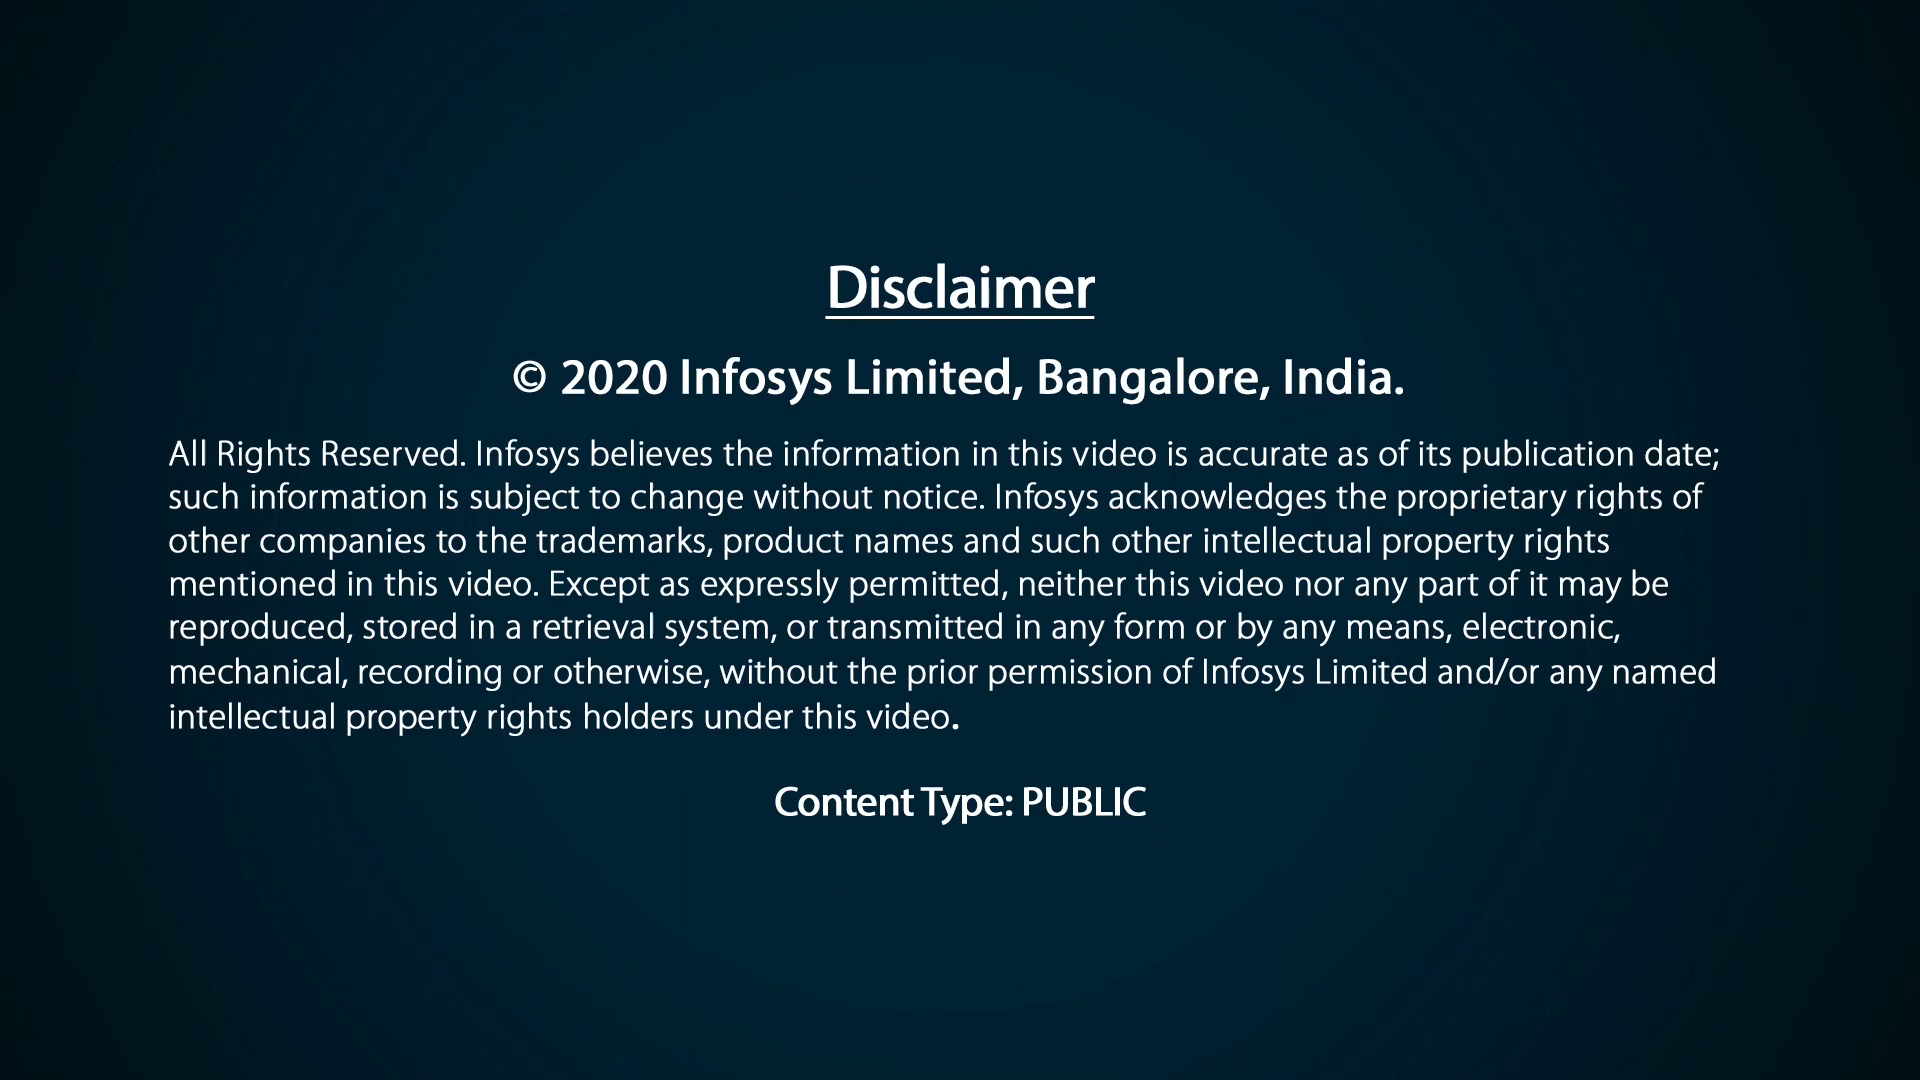 Disclaimer
© 2020 Infosys Limited, Bangalore, India.
All Rights Reserved. Infosys believes the information in this video is accurate as of its publication date;
such information is subject to change without notice. Infosys acknowledges the proprietary rights of
other companies to the trademarks, product names and such other intellectual property rights
mentioned in this video. Except as expressly permitted, neither this video nor any part of it may be
reproduced, stored in a retrieval system, or transmitted in any form or by any means, electronic,
mechanical, recording or otherwise, without the prior permission of Infosys Limited and/or any named
intellectual property rights holders under this video.
Content Type: PUBLIC